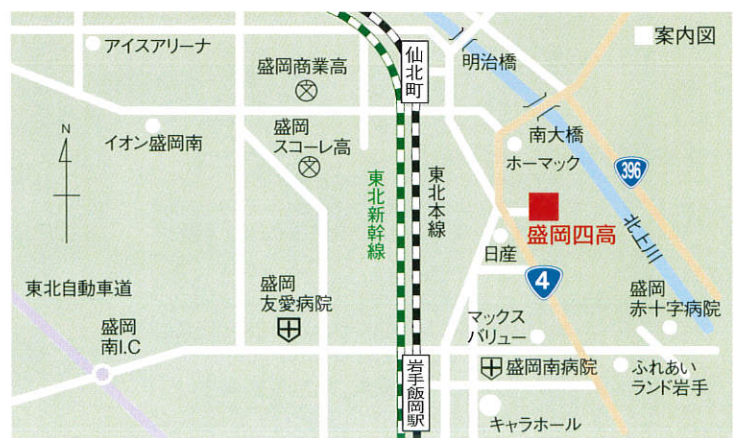 案内図
アイスアリーナ
盛岡商業高
仙北町
明治橋
イオン盛岡南
盛岡
スコーレ高
南大橋
ホーマック
396
N
東北新幹線
東北本線
盛岡四高
北上川
日産
4
東北自動車道
盛岡
南I.C
盛岡
友愛病院
盛岡
赤十字病院
マックス
バリュー
盛岡南病院
ふれあい
ランド岩手
岩手飯岡駅
キャラホール